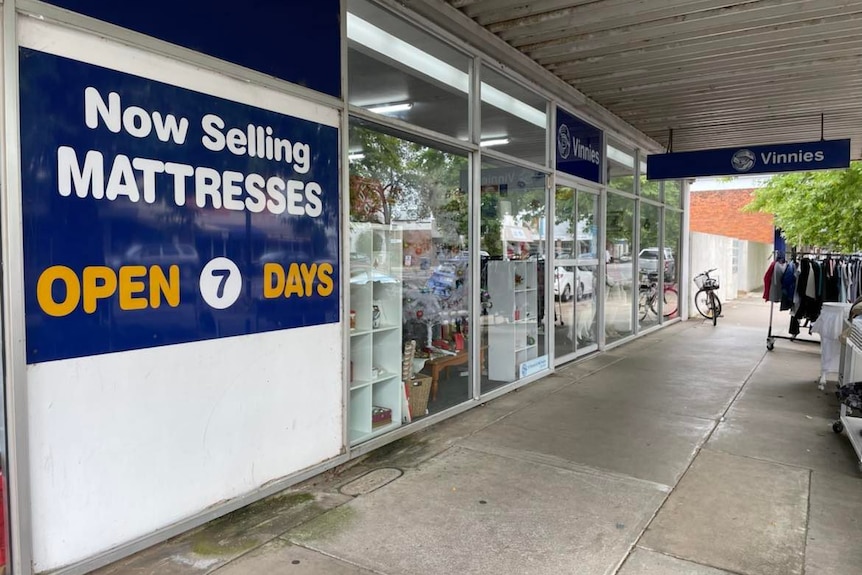 Now Selling
MATTRESSES
OPEN 7 DAYS
Vinnies
Vinnies